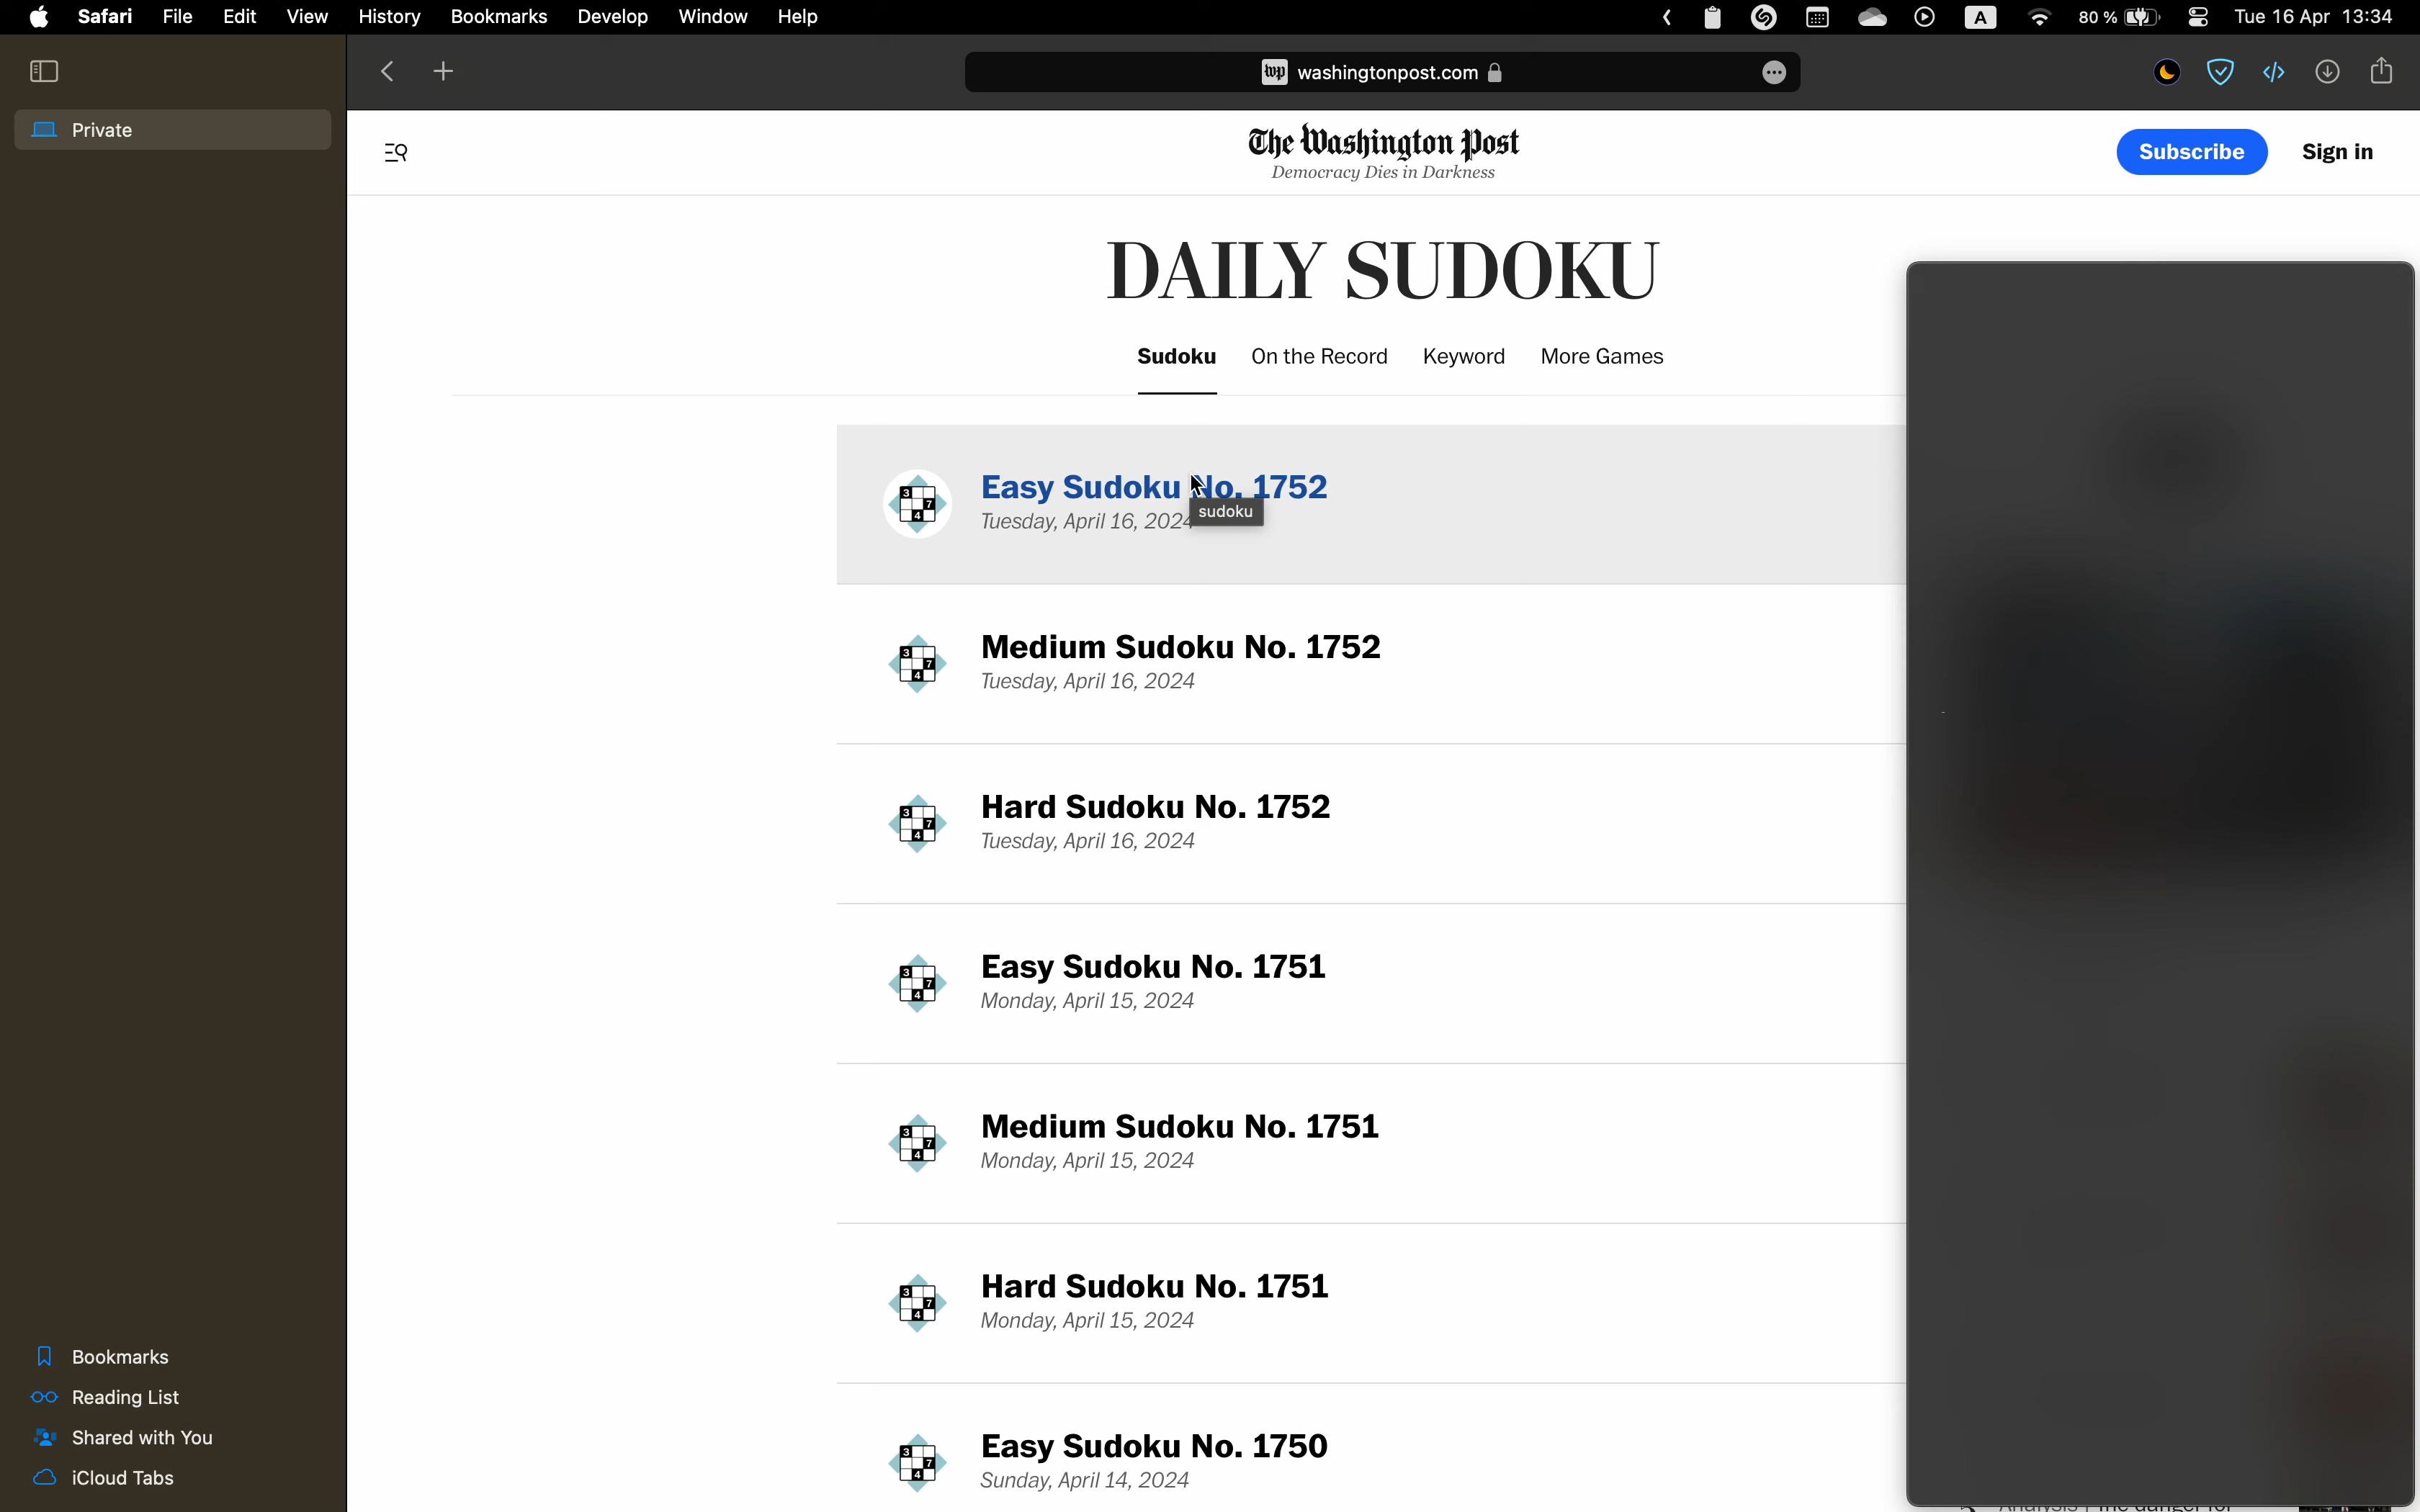 Safari File Edit View History Bookmarks Develop Window Help A 80 % Tue 16 Apr 13:34
Private
wp washingtonpost.com
The Washington Post
Democracy Dies in Darkness
Subscribe Sign in
DAILY SUDOKU
Sudoku On the Record Keyword More Games
Easy Sudoku No. 1752
sudoku
Tuesday, April 16, 2024
Medium Sudoku No. 1752
Tuesday, April 16, 2024
Hard Sudoku No. 1752
Tuesday, April 16, 2024
Easy Sudoku No. 1751
Monday, April 15, 2024
Medium Sudoku No. 1751
Monday, April 15, 2024
Hard Sudoku No. 1751
Monday, April 15, 2024
Easy Sudoku No. 1750
Sunday, April 14, 2024
Bookmarks
Reading List
Shared with You
iCloud Tabs